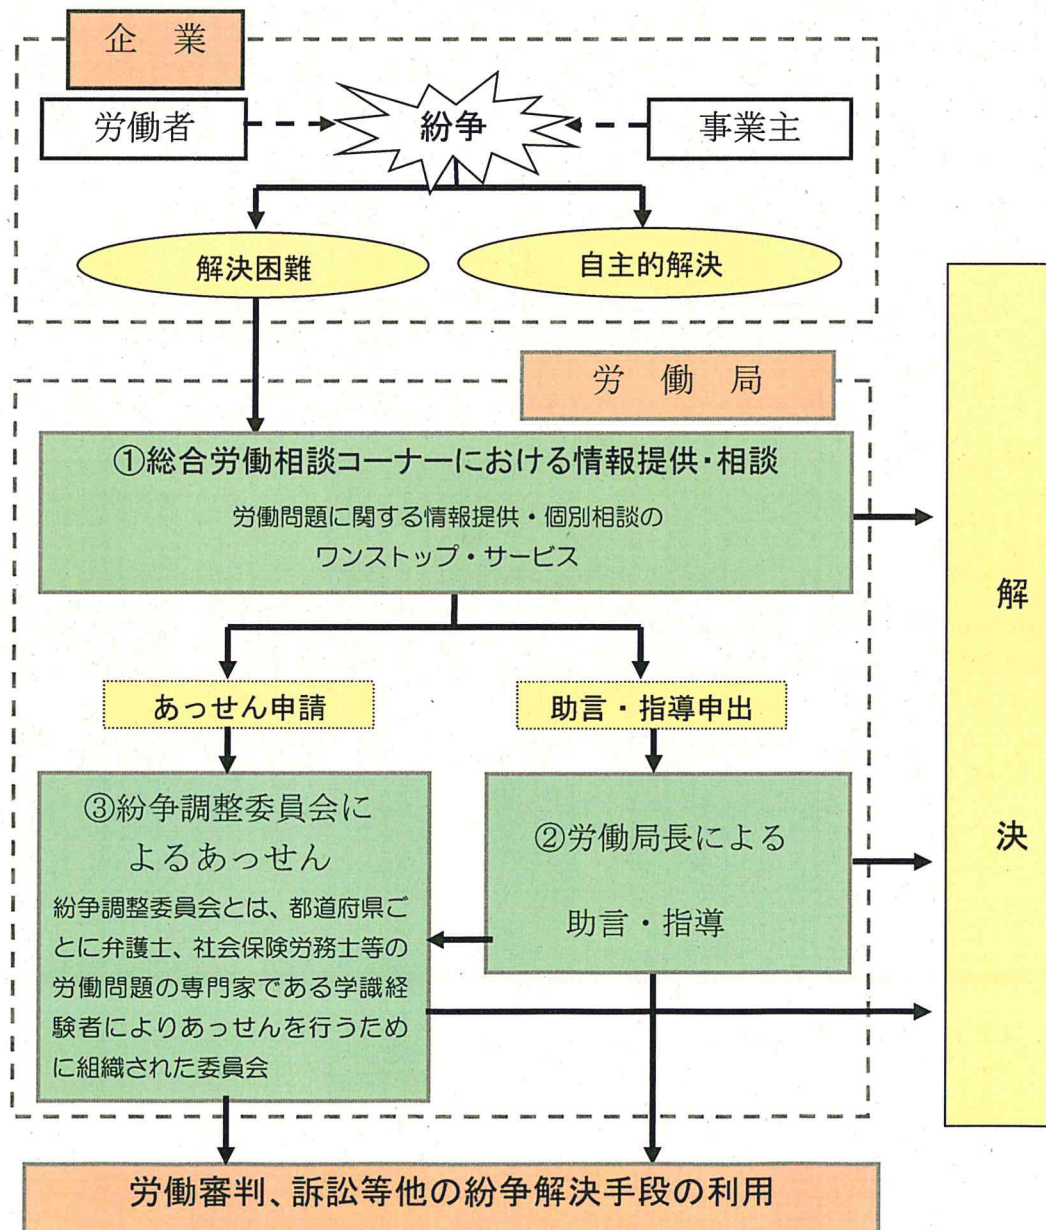 企　業
労働者
紛争
事業主
解決困難
自主的解決
労　働　局
①総合労働相談コーナーにおける情報提供・相談
労働問題に関する情報提供・個別相談の
ワンストップ・サービス
あっせん申請
助言・指導申出
③紛争調整委員会に
よるあっせん
紛争調整委員会とは、都道府県ご
とに弁護士、社会保険労務士等の
労働問題の専門家である学識経
験者によりあっせんを行うため
に組織された委員会
②労働局長による
助言・指導
解
決
労働審判、訴訟等他の紛争解決手段の利用